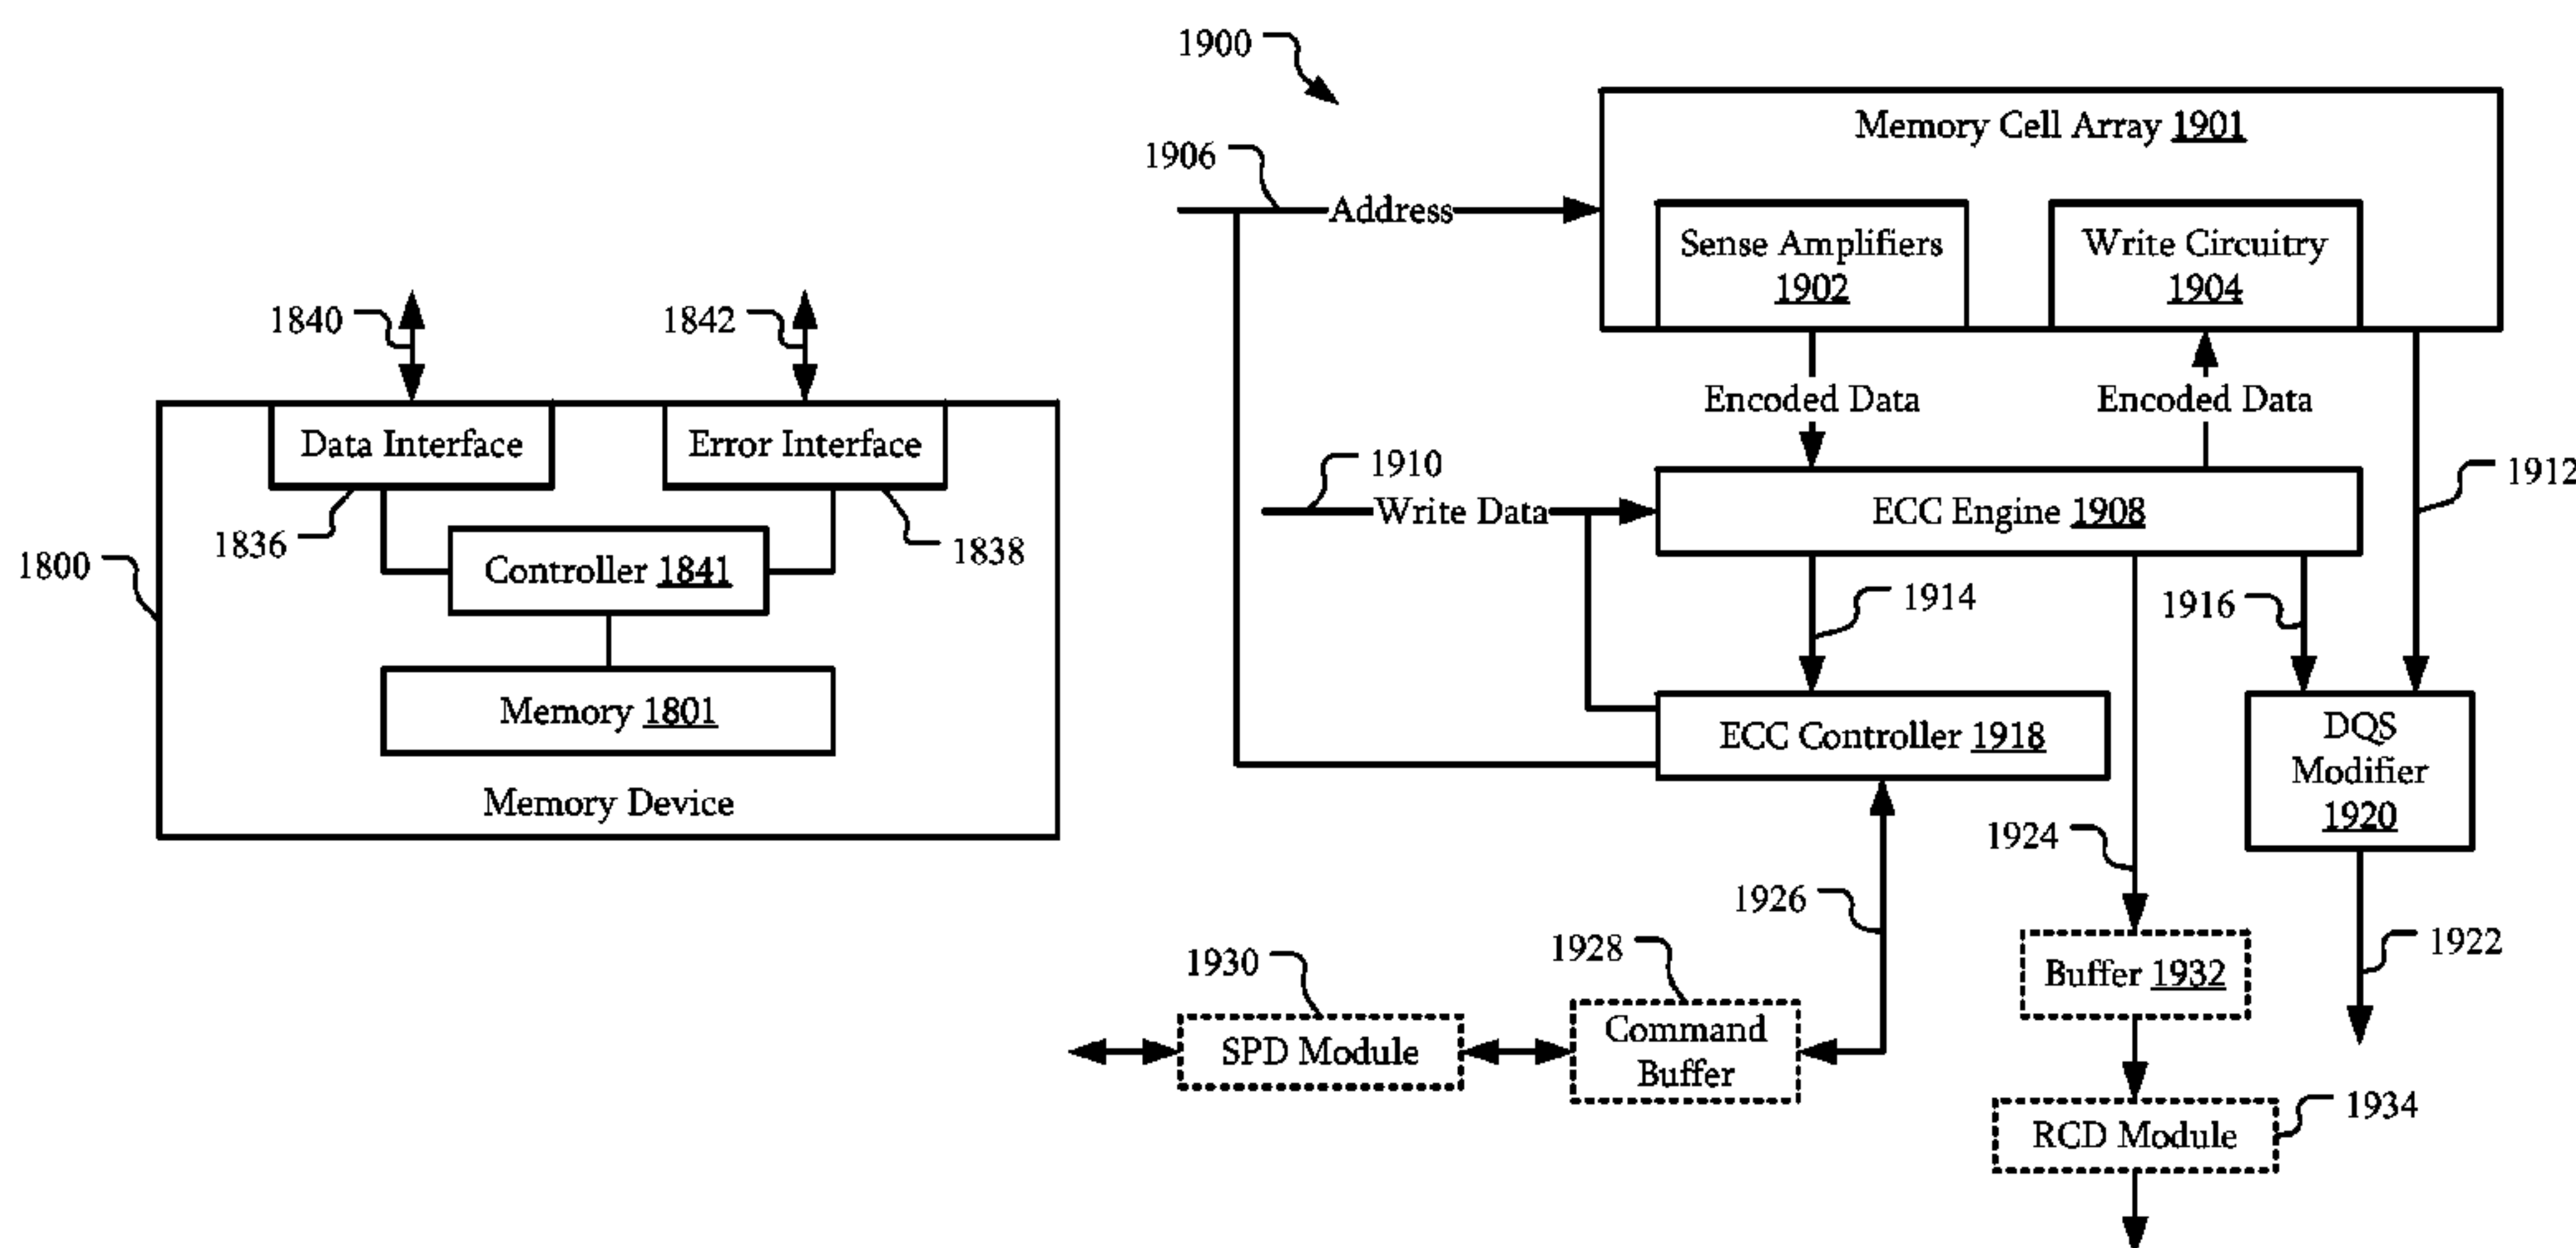 1840
1842
Data Interface
Error Interface
1836
1838
1800
Controller 1841
Memory 1801
Memory Device
1900
1906
Address
Memory Cell Array 1901
Sense Amplifiers
1902
Write Circuitry
1904
Encoded Data
Encoded Data
1910
Write Data
ECC Engine 1908
1912
1914
1916
ECC Controller 1918
DQS
Modifier
1920
1924
1926
1922
1928
1930
Buffer 1932
Command
Buffer
SPD Module
1934
RCD Module